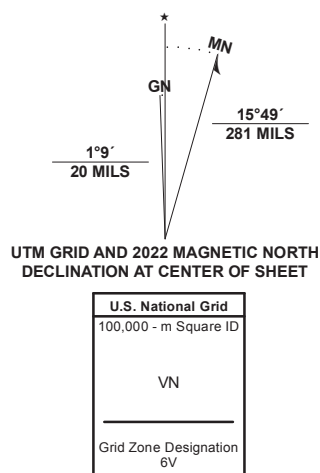 ★
MN
GN
15°49´
281 MILS
1°9´
20 MILS
UTM GRID AND 2022 MAGNETIC NORTH
DECLINATION AT CENTER OF SHEET
U.S. National Grid
100,000 - m Square ID
VN
Grid Zone Designation
6V